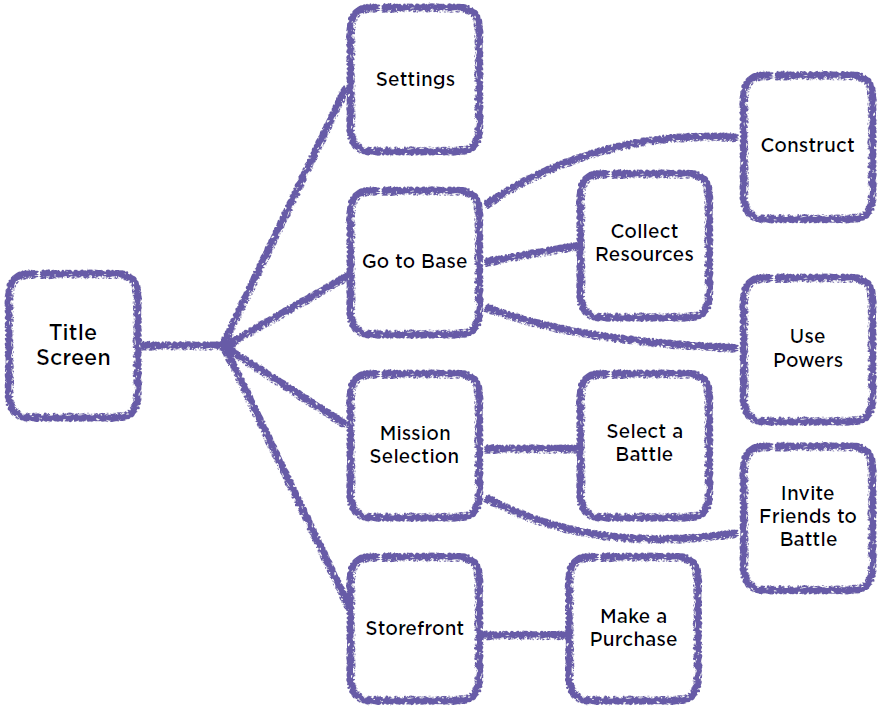 Settings
Construct
Collect
Resources
Go to Base
Title
Screen
Use
Powers
Mission
Selection
Select a
Battle
Invite
Friends to
Battle
Storefront
Make a
Purchase